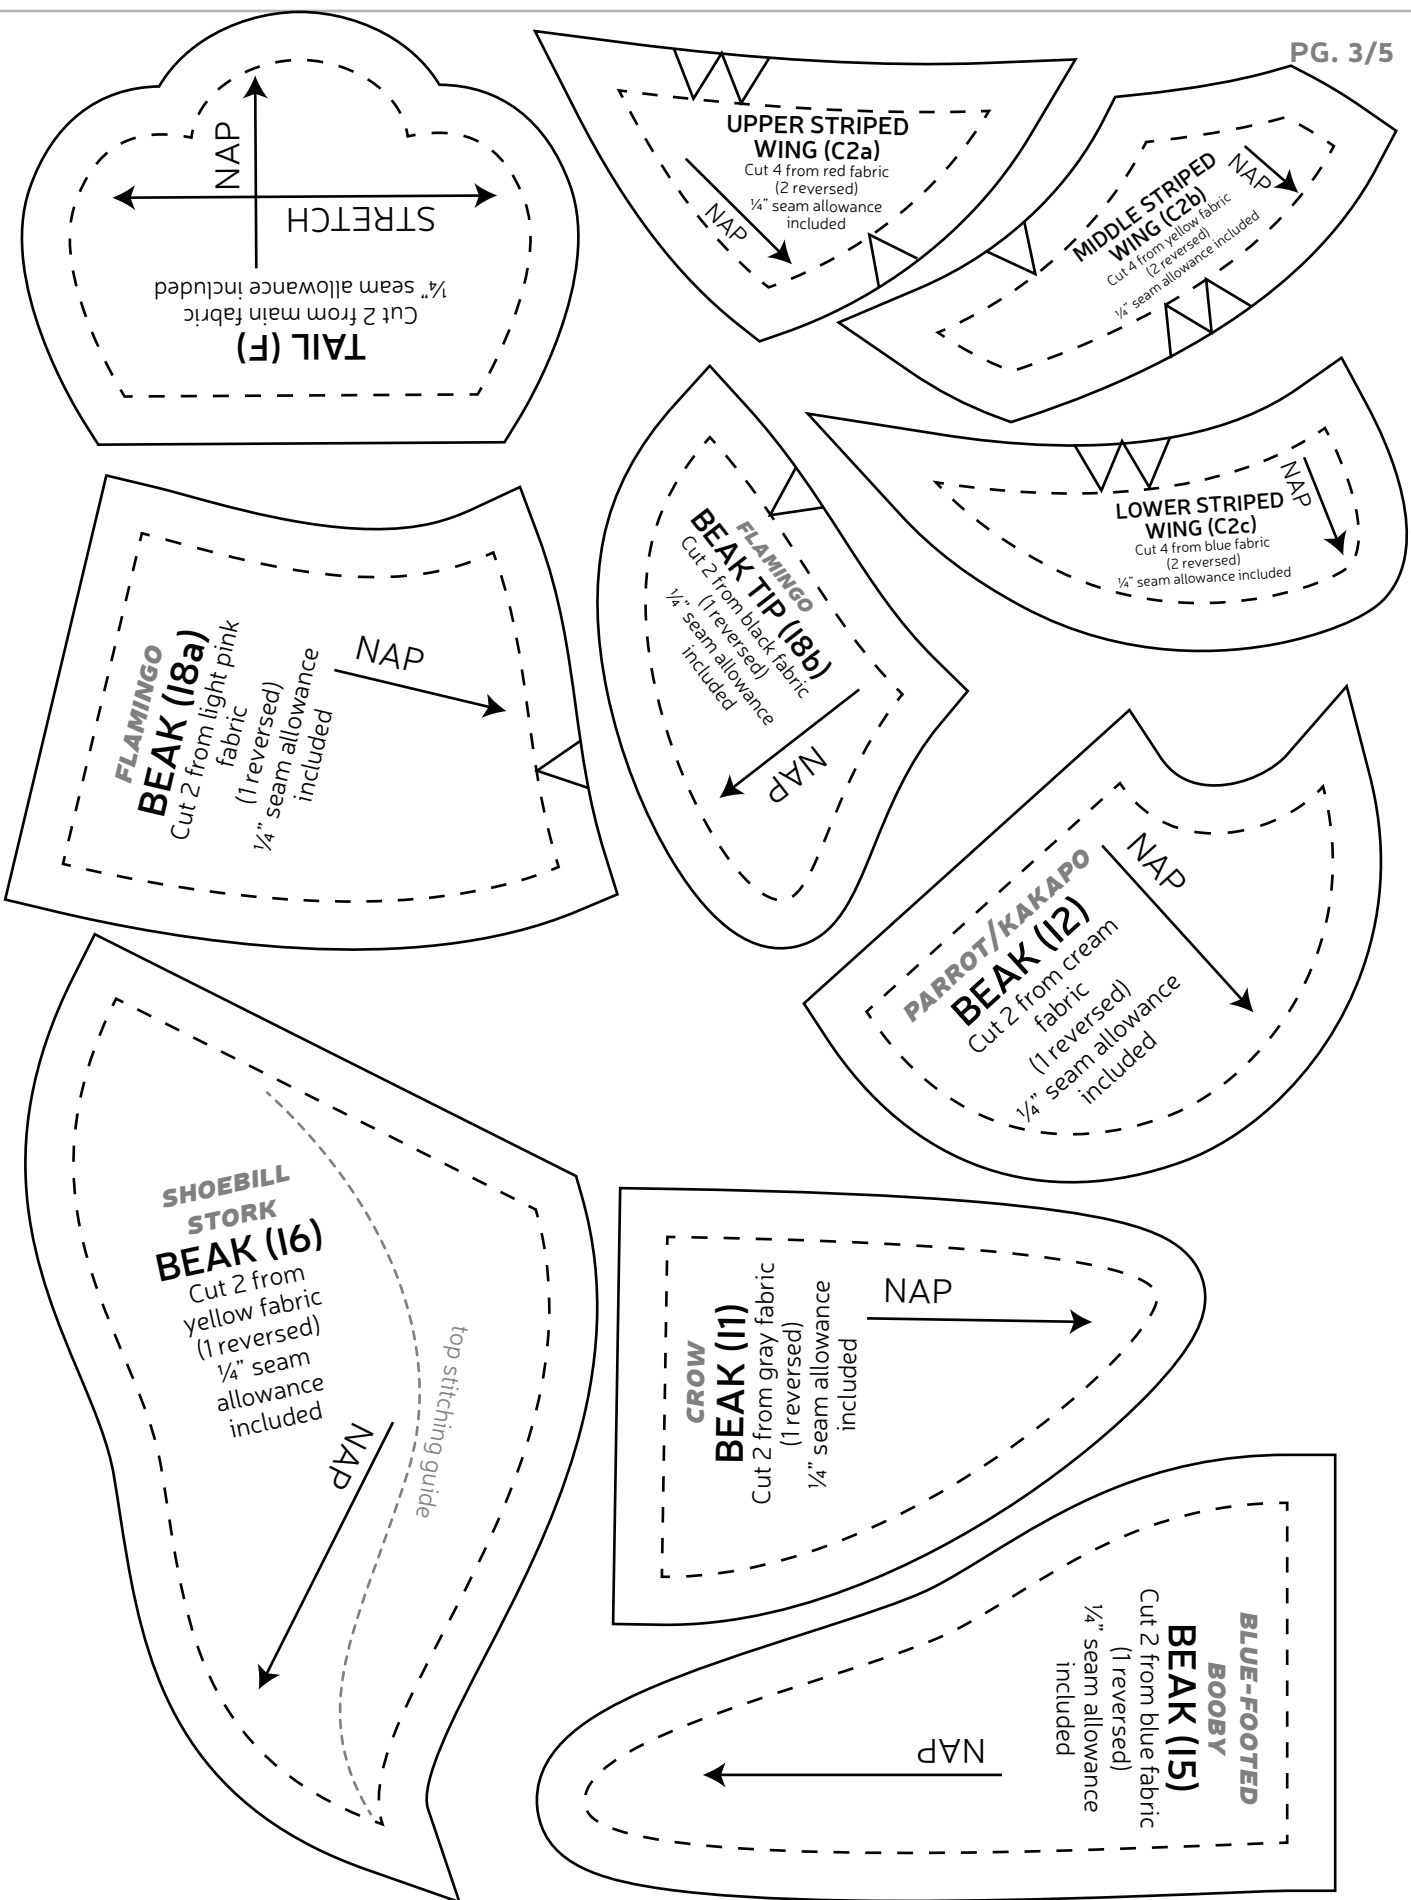 PG. 3/5
NAP
STRETCH
TAIL (F)
Cut 2 from main fabric
¼” seam allowance included
UPPER STRIPED
WING (C2a)
Cut 4 from red fabric
(2 reversed)
¼” seam allowance
included
NAP
MIDDLE STRIPED
WING (C2b)
Cut 4 from yellow fabric
(2 reversed)
¼” seam allowance included
NAP
LOWER STRIPED
WING (C2c)
Cut 4 from blue fabric
(2 reversed)
¼” seam allowance included
NAP
FLAMINGO
BEAK (I8a)
Cut 2 from light pink
fabric
(1 reversed)
¼” seam allowance
included
NAP
FLAMINGO
BEAK TIP (I8b)
Cut 2 from black fabric
(1 reversed)
¼” seam allowance
included
NAP
PARROT/KAKAPO
BEAK (I2)
Cut 2 from cream
fabric
(1 reversed)
¼” seam allowance
included
NAP
SHOEBILL
STORK
BEAK (I6)
Cut 2 from
yellow fabric
(1 reversed)
¼” seam
allowance
included
NAP
top stitching guide
CROW
BEAK (I1)
Cut 2 from gray fabric
(1 reversed)
¼” seam allowance
included
NAP
BLUE-FOOTED
BOOBY
BEAK (I5)
Cut 2 from blue fabric
(1 reversed)
¼” seam allowance
included
NAP